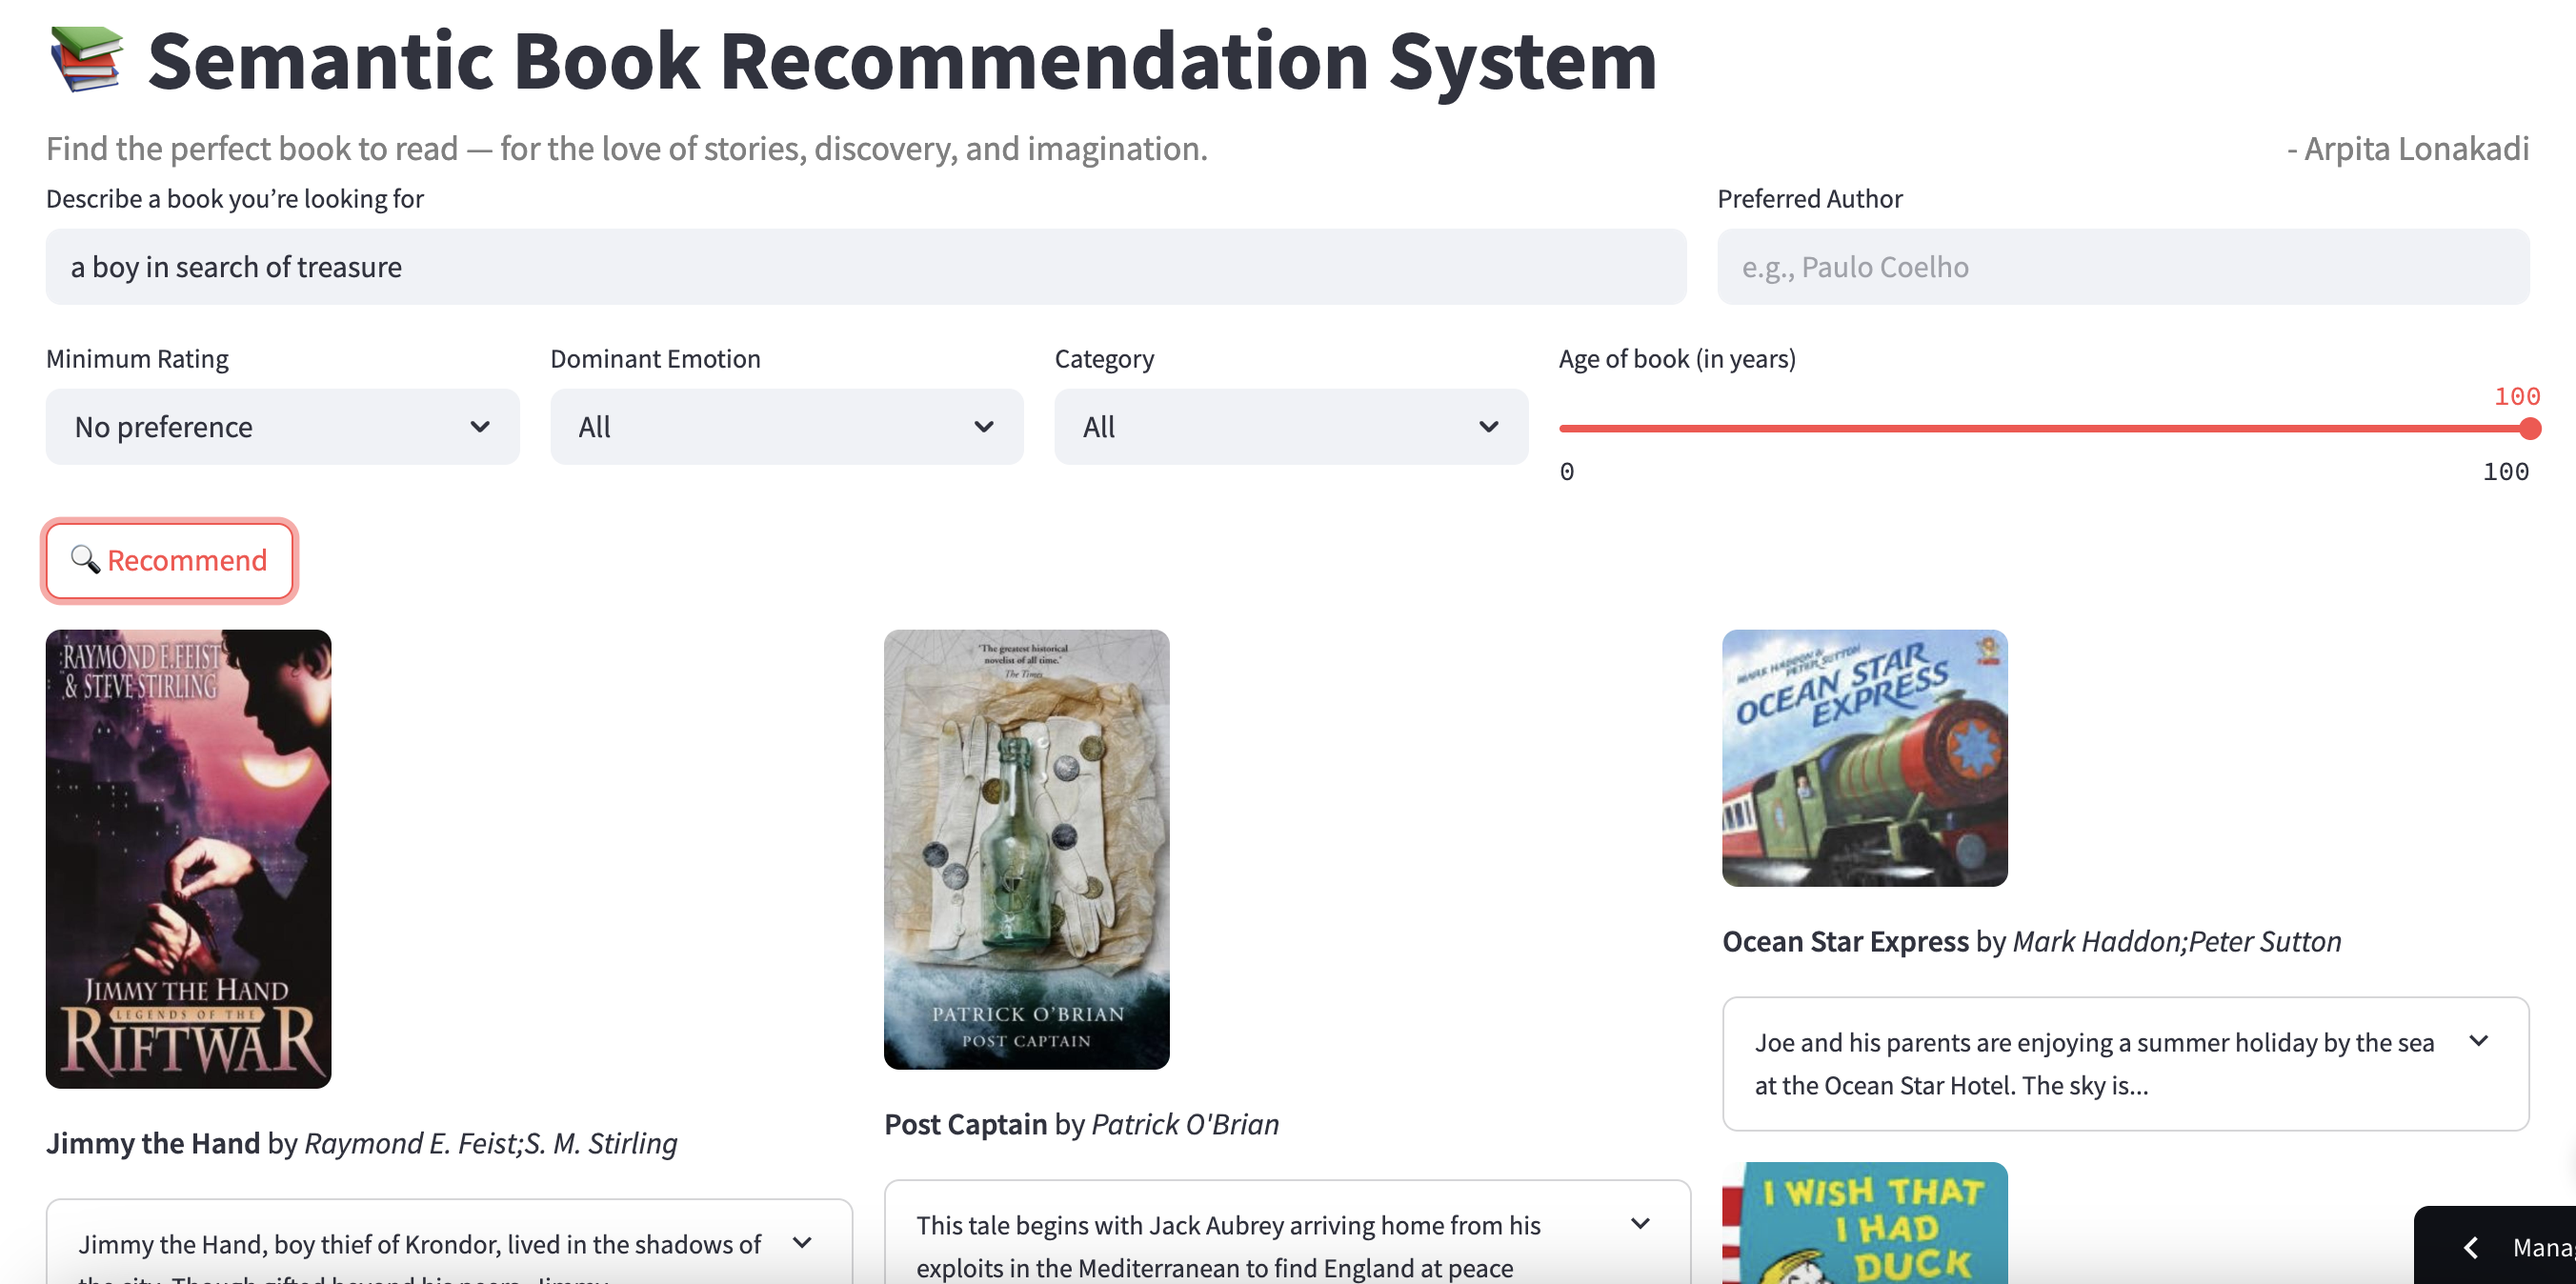 Semantic Book Recommendation System
Find the perfect book to read — for the love of stories, discovery, and imagination.
- Arpita Lonakadi
Describe a book you’re looking for
Preferred Author
a boy in search of treasure
e.g., Paulo Coelho
Minimum Rating
Dominant Emotion
Category
Age of book (in years)
No preference
All
All
100
0
100
Recommend
RAYMOND E. FEIST
& STEVE STIRLING
JIMMY THE HAND
LEGENDS OF THE
RIFTWAR
Jimmy the Hand by Raymond E. Feist;S. M. Stirling
Jimmy the Hand, boy thief of Krondor, lived in the shadows of
the city. Though gifted beyond his peers, Jimmy
'The greatest historical
novelist of all time.'
The Times
PATRICK O'BRIAN
POST CAPTAIN
Post Captain by Patrick O'Brian
This tale begins with Jack Aubrey arriving home from his
exploits in the Mediterranean to find England at peace
MARK HADDON &
PETER SUTTON
OCEAN STAR
EXPRESS
Ocean Star Express by Mark Haddon;Peter Sutton
Joe and his parents are enjoying a summer holiday by the sea
at the Ocean Star Hotel. The sky is...
I WISH THAT
I HAD
DUCK
Mana